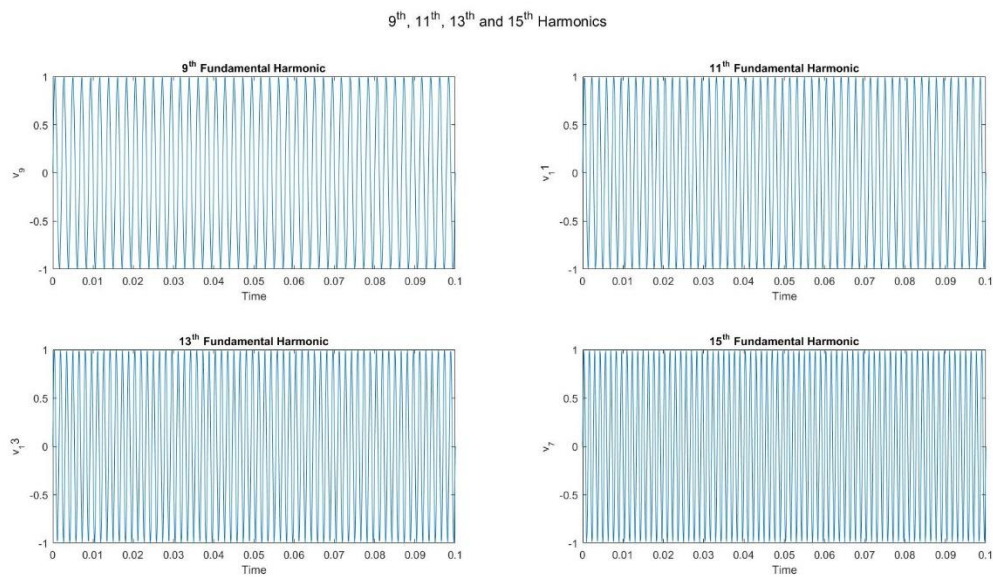 9th, 11th, 13th and 15th Harmonics
9th Fundamental Harmonic
1
0.5
0
-0.5
-1
v9
0 0.01 0.02 0.03 0.04 0.05 0.06 0.07 0.08 0.09 0.1
Time
11th Fundamental Harmonic
1
0.5
0
-0.5
-1
v11
0 0.01 0.02 0.03 0.04 0.05 0.06 0.07 0.08 0.09 0.1
Time
13th Fundamental Harmonic
1
0.5
0
-0.5
-1
v13
0 0.01 0.02 0.03 0.04 0.05 0.06 0.07 0.08 0.09 0.1
Time
15th Fundamental Harmonic
1
0.5
0
-0.5
-1
v7
0 0.01 0.02 0.03 0.04 0.05 0.06 0.07 0.08 0.09 0.1
Time